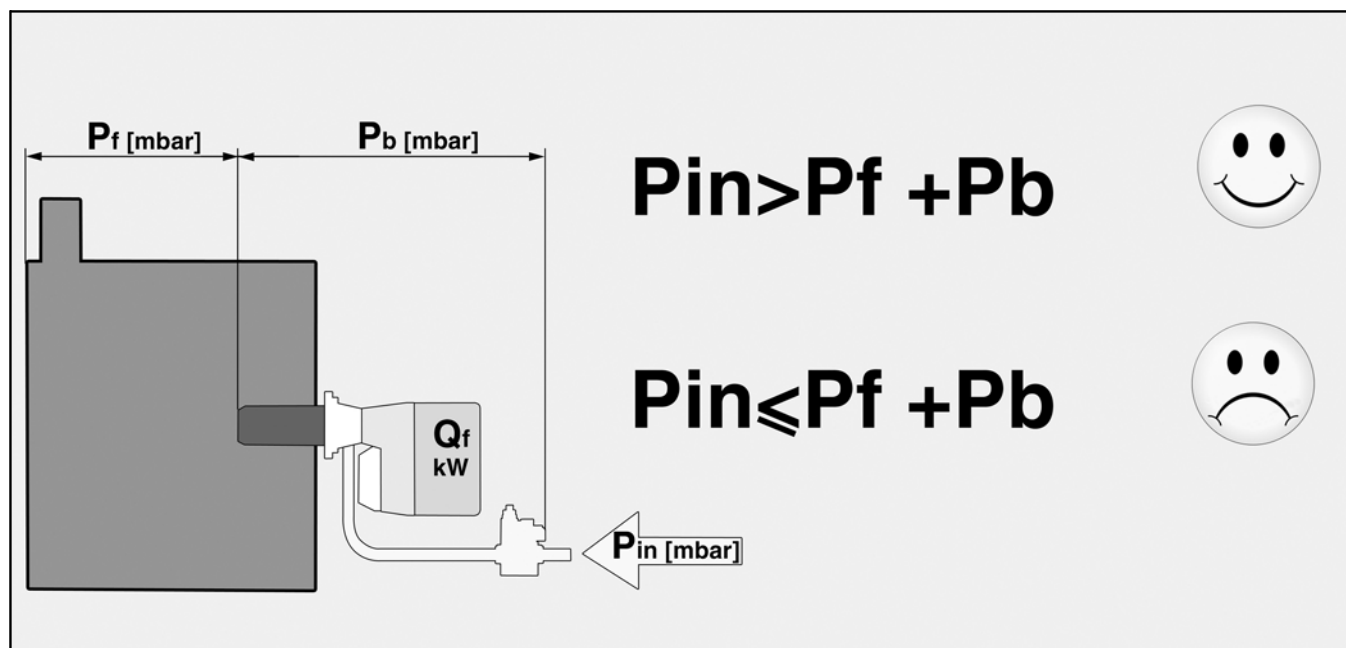 Pf [mbar] Pb [mbar]
Pin>Pf +Pb
Pin⩽Pf +Pb
Qf
kW
Pin [mbar]